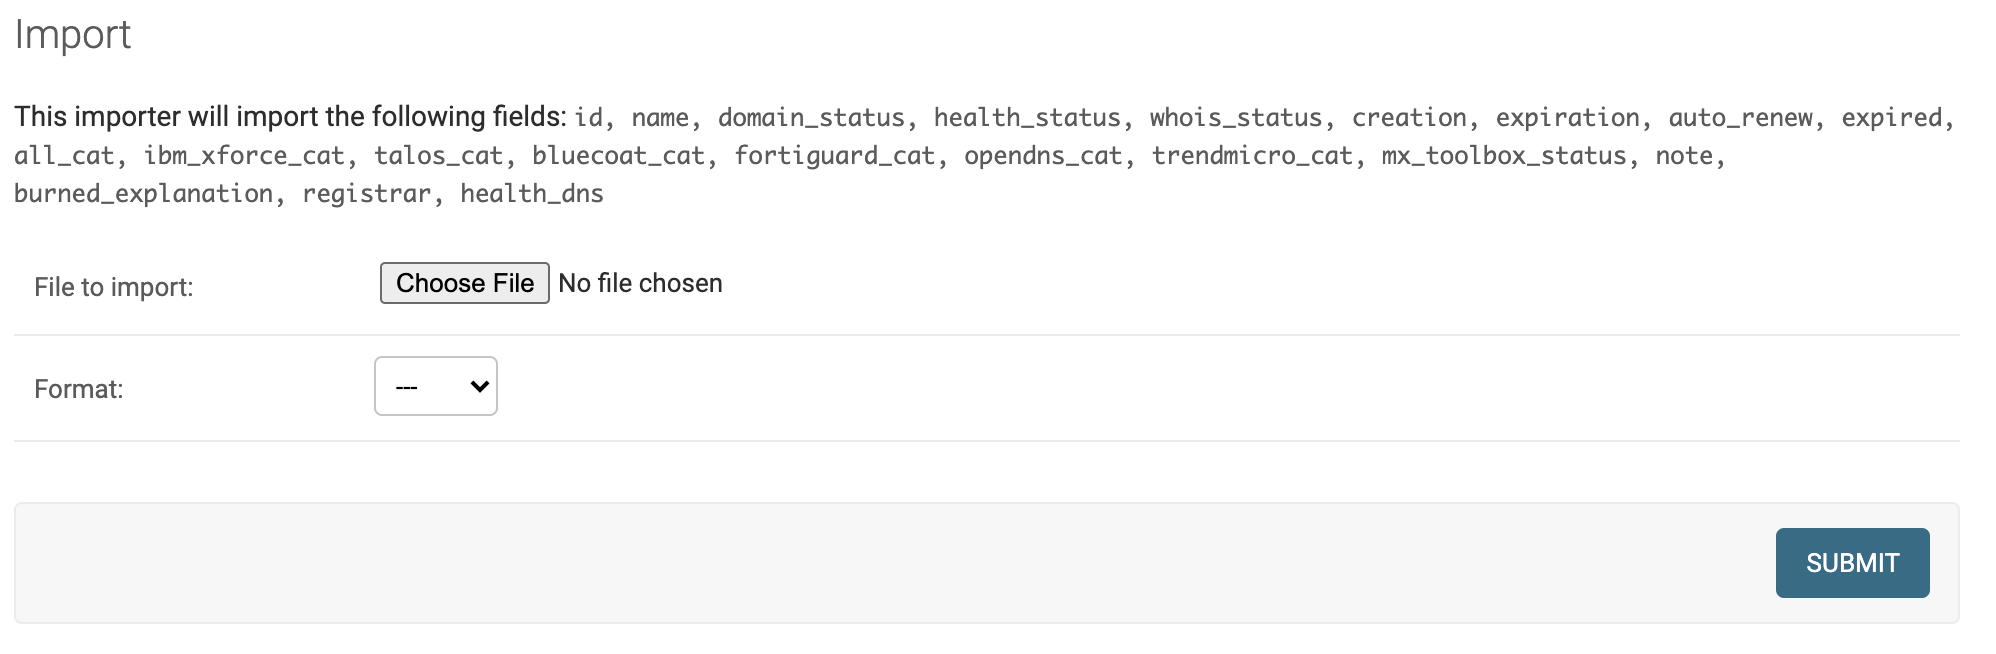 Import
This importer will import the following fields: id, name, domain_status, health_status, whois_status, creation, expiration, auto_renew, expired,
all_cat, ibm_xforce_cat, talos_cat, bluecoat_cat, fortiguard_cat, opendns_cat, trendmicro_cat, mx_toolbox_status, note,
burned_explanation, registrar, health_dns
File to import: Choose File No file chosen
Format: ---
SUBMIT